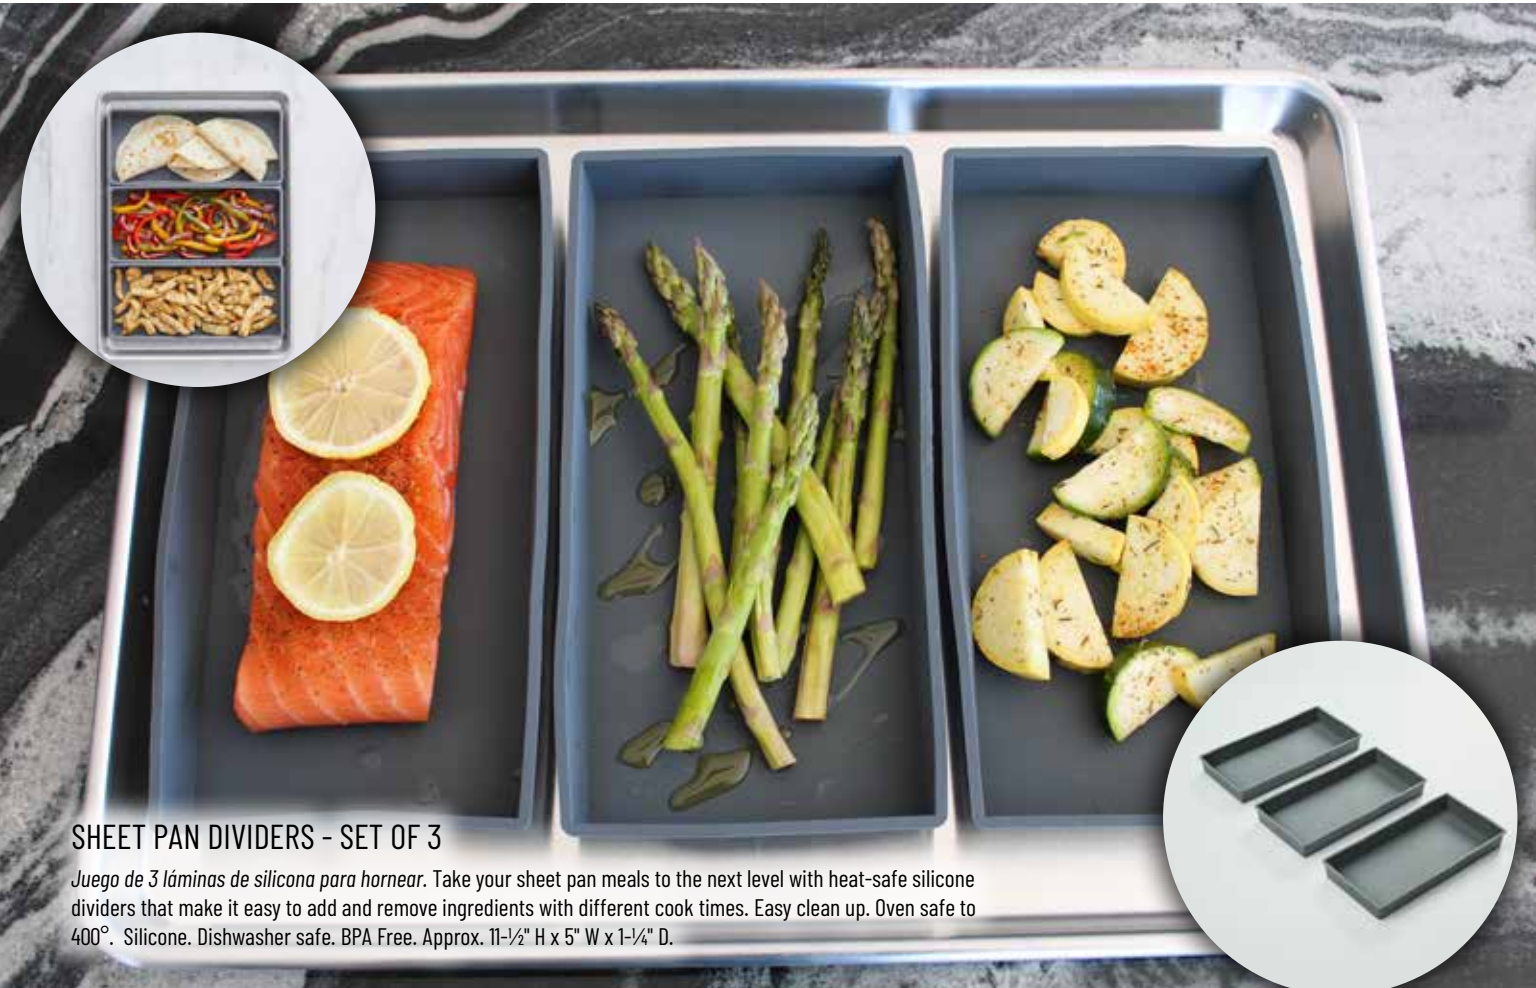 SHEET PAN DIVIDERS - SET OF 3
Juego de 3 láminas de silicona para hornear. Take your sheet pan meals to the next level with heat-safe silicone
dividers that make it easy to add and remove ingredients with different cook times. Easy clean up. Oven safe to
400°.  Silicone. Dishwasher safe. BPA Free. Approx. 11-½" H x 5" W x 1-¼" D.